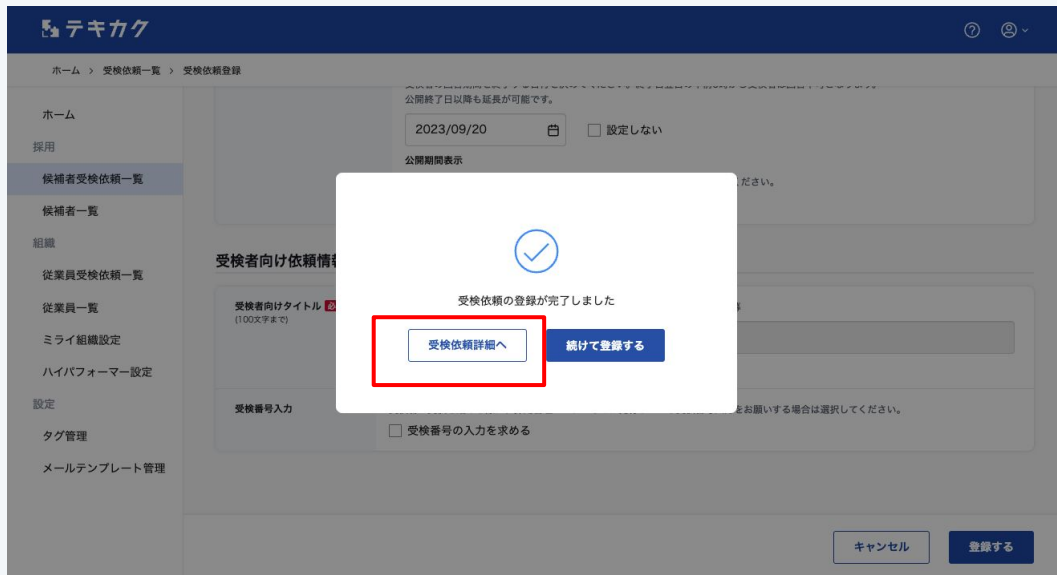 テキカク
ホーム > 受検依頼一覧 > 受検依頼登録
ホーム
採用
候補者受検依頼一覧
候補者一覧
組織
従業員受検依頼一覧
従業員一覧
ミライ組織設定
ハイパフォーマー設定
設定
タグ管理
メールテンプレート管理
公開終了日以降も延長が可能です。
2023/09/20
設定しない
公開期間表示
ださい。
受検者向け依頼情
受検者向けタイトル
(100文字まで)
受検番号入力
をお願いする場合は選択してください。
受検番号の入力を求める
受検依頼の登録が完了しました
受検依頼詳細へ
続けて登録する
キャンセル
登録する